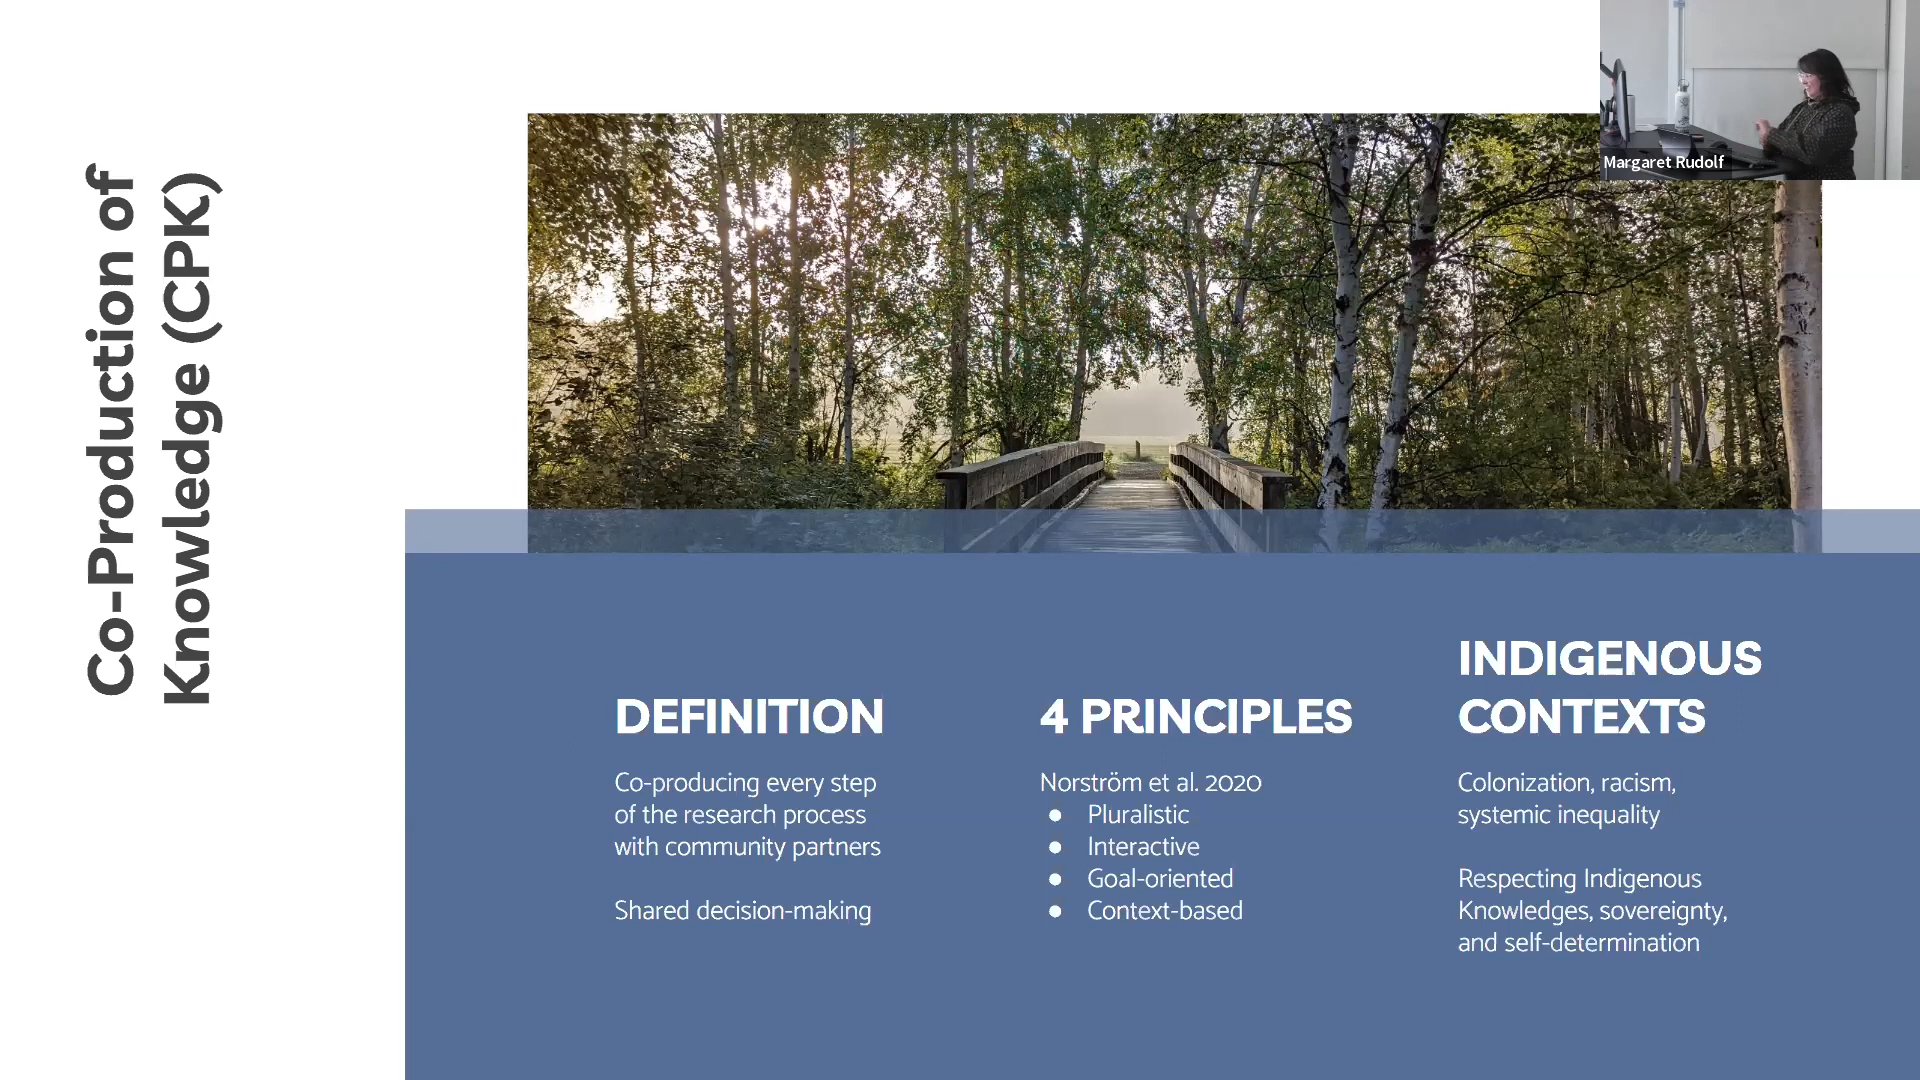 Co-Production of
Knowledge (CPK)
Margaret Rudolf
DEFINITION
Co-producing every step
of the research process
with community partners
Shared decision-making
4 PRINCIPLES
Norström et al. 2020
● Pluralistic
● Interactive
● Goal-oriented
● Context-based
INDIGENOUS
CONTEXTS
Colonization, racism,
systemic inequality
Respecting Indigenous
Knowledges, sovereignty,
and self-determination